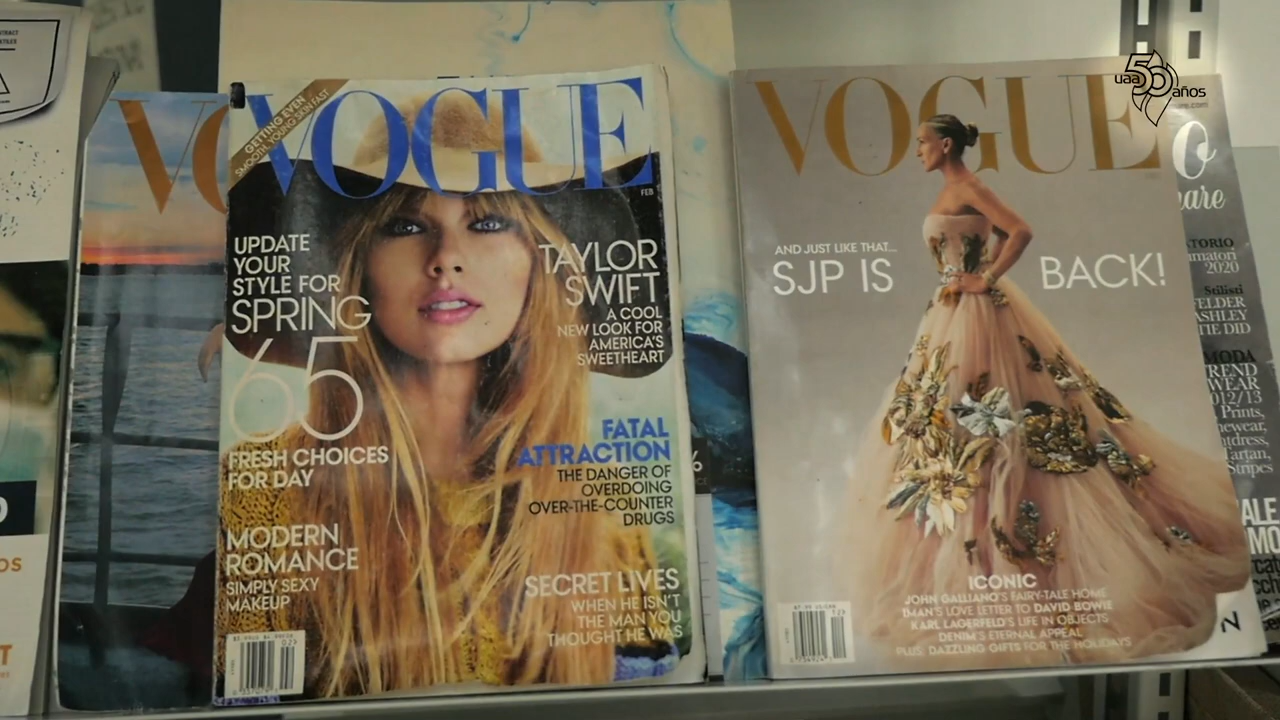 VOGUE
GETTING EVEN
SMOOTH, YOUNG SKIN FAST
FEB
UPDATE
YOUR
STYLE FOR
SPRING
65
FRESH CHOICES
FOR DAY
MODERN
ROMANCE
SIMPLY SEXY
MAKEUP
TAYLOR
SWIFT
A COOL
NEW LOOK FOR
AMERICA'S
SWEETHEART
FATAL
ATTRACTION
THE DANGER OF
OVERDOING
OVER-THE-COUNTER
DRUGS
SECRET LIVES
WHEN HE ISN'T
THE MAN YOU
THOUGHT HE WAS
VOGUE
AND JUST LIKE THAT...
SJP IS BACK!
ICONIC
JOHN GALLIANO'S FAIRY-TALE HOME
IMAN'S LOVE LETTER TO DAVID BOWIE
KARL LAGERFELD'S LIFE IN OBJECTS
DENIM'S ETERNAL APPEAL
PLUS: DAZZLING GIFTS FOR THE HOLIDAYS
uaa 50 años
2020
Stilisti
MODA
012/13
Prints,
Tartan,
Stripes